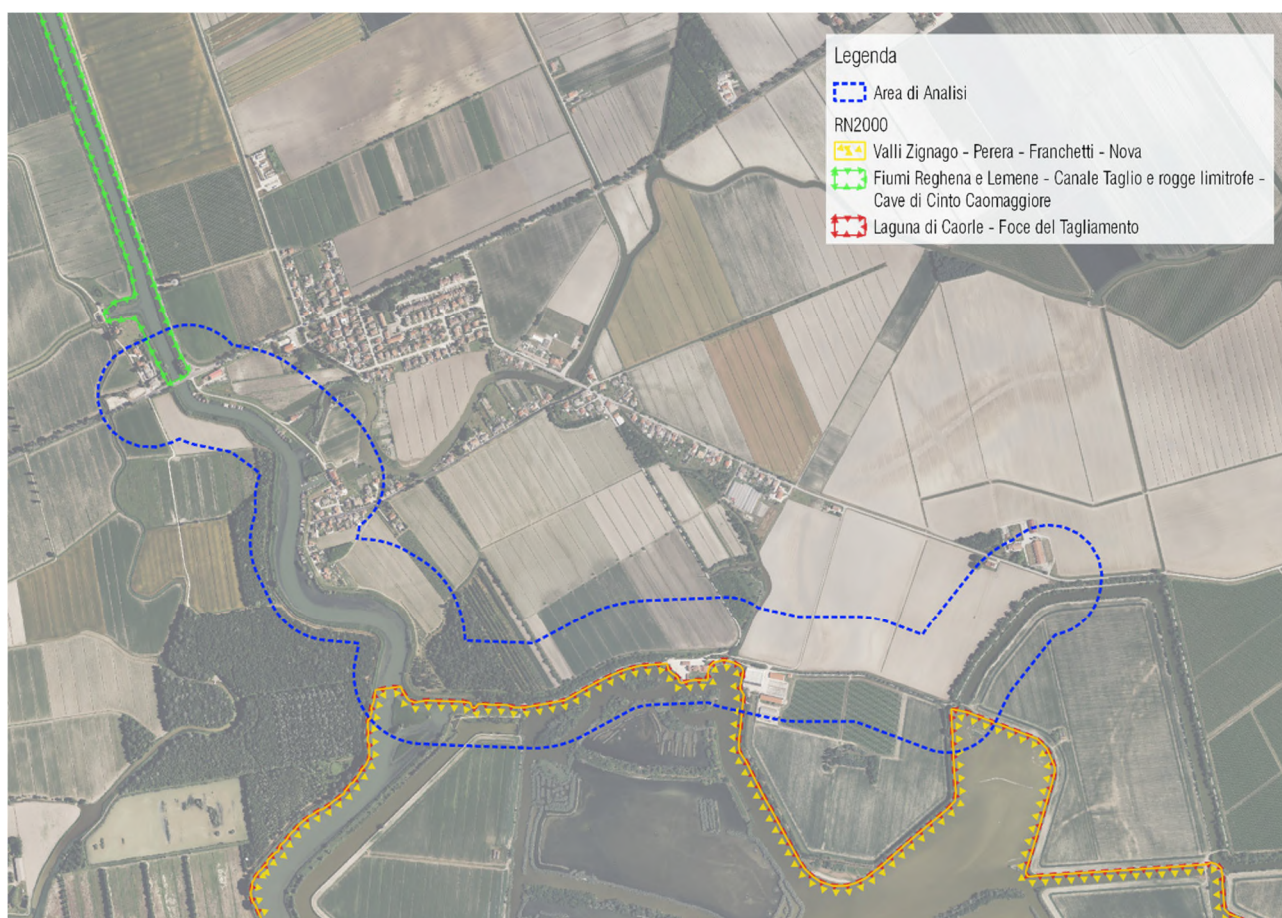 Legenda
Area di Analisi
RN2000
Valli Zignago - Perera - Franchetti - Nova
Fiumi Reghena e Lemene - Canale Taglio e rogge limitrofe -
Cave di Cinto Caomaggiore
Laguna di Caorle - Foce del Tagliamento